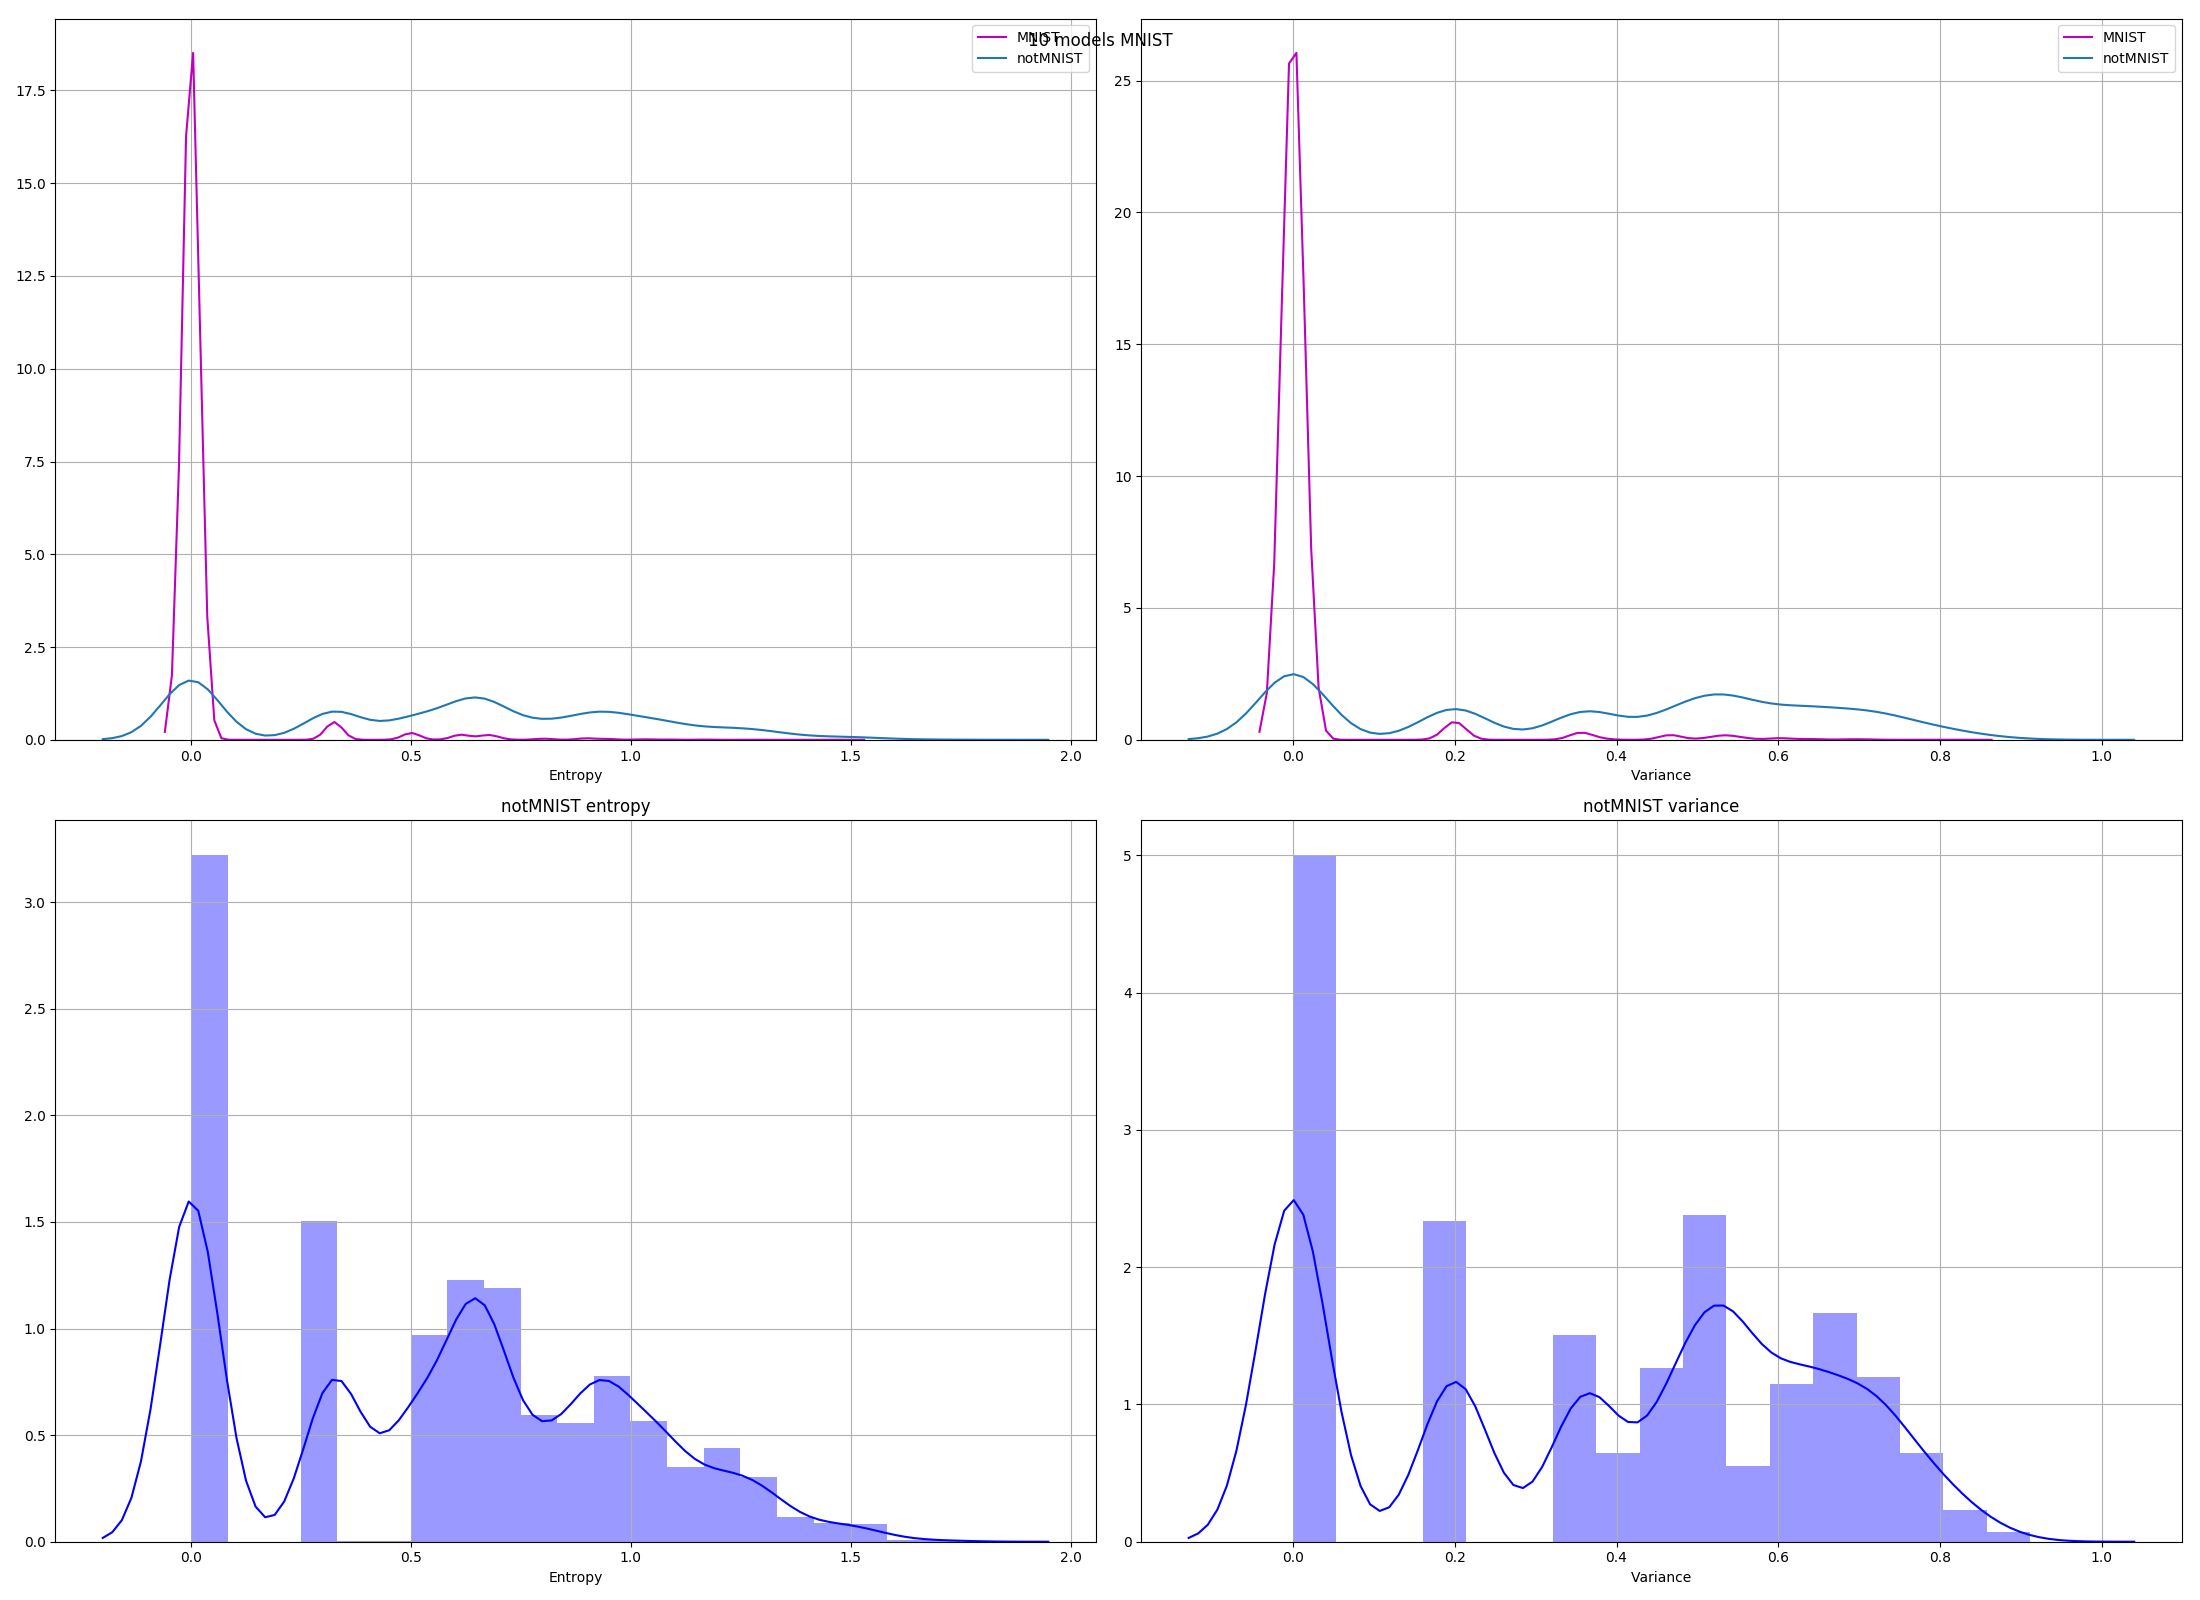 10 models MNIST
MNIST
notMNIST
17.5
15.0
12.5
10.0
7.5
5.0
2.5
0.0
0.0 0.5 1.0 1.5 2.0
Entropy
MNIST
notMNIST
25
20
15
10
5
0
0.0 0.2 0.4 0.6 0.8 1.0
Variance
notMNIST entropy
3.0
2.5
2.0
1.5
1.0
0.5
0.0
0.0 0.5 1.0 1.5 2.0
Entropy
notMNIST variance
5
4
3
2
1
0
0.0 0.2 0.4 0.6 0.8 1.0
Variance